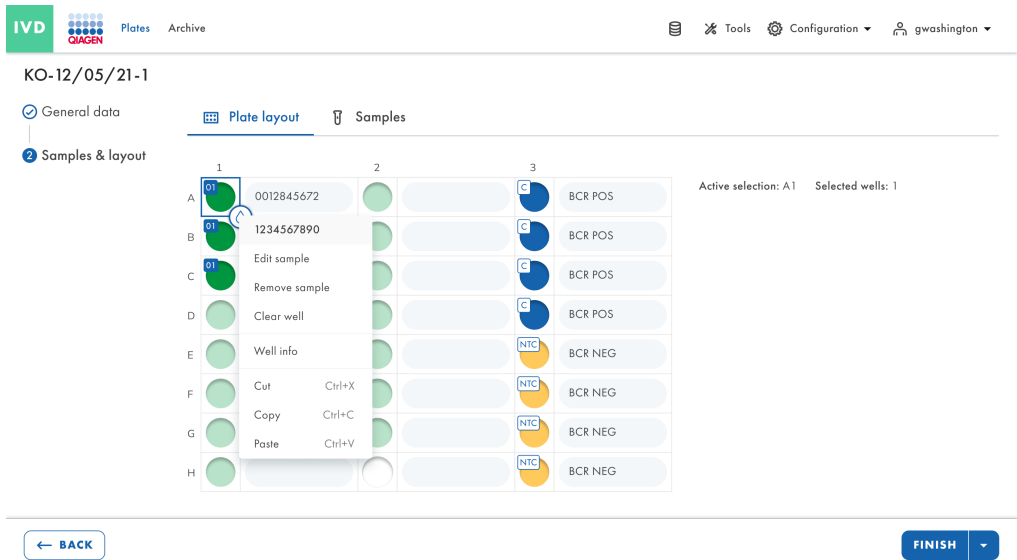 IVD QIAGEN Plates Archive Tools Configuration gwashington
KO-12/05/21-1
General data
Plate layout Samples
2 Samples & layout
1 2 3
A 01 0012845672 C BCR POS
Active selection: A1 Selected wells: 1
B 01 1234567890 C BCR POS
Edit sample
C 01 C BCR POS
Remove sample
D Clear well C BCR POS
E Well info NTC BCR NEG
F Cut Ctrl+X NTC BCR NEG
Copy Ctrl+C
G NTC BCR NEG
Paste Ctrl+V
H NTC BCR NEG
BACK FINISH